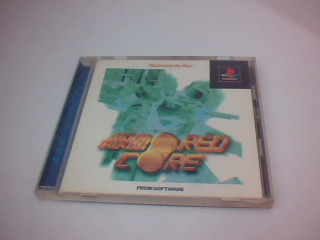 PlayStation the Best
ARMORED
CORE
FROM SOFTWARE